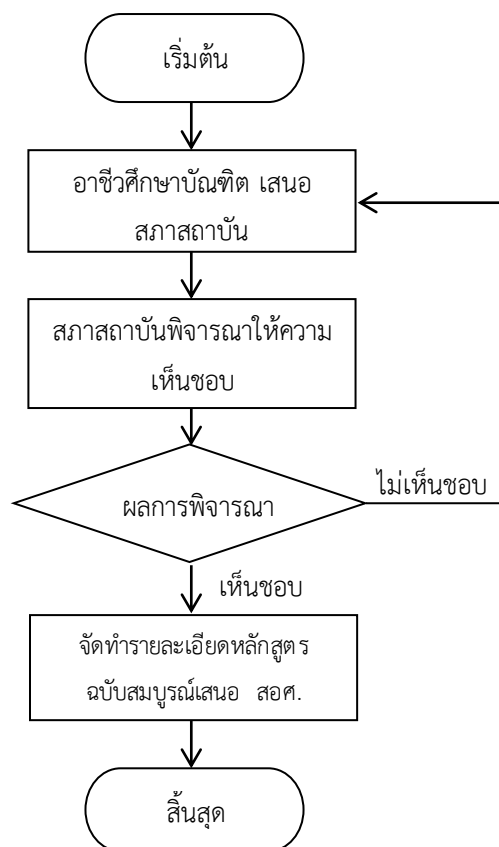 เริ่มต้น
อาชีวศึกษาบัณฑิต เสนอ
สภาสถาบัน
สภาสถาบันพิจารณาให้ความ
เห็นชอบ
ผลการพิจารณา
ไม่เห็นชอบ
เห็นชอบ
จัดทำรายละเอียดหลักสูตร
ฉบับสมบูรณ์เสนอ สอศ.
สิ้นสุด